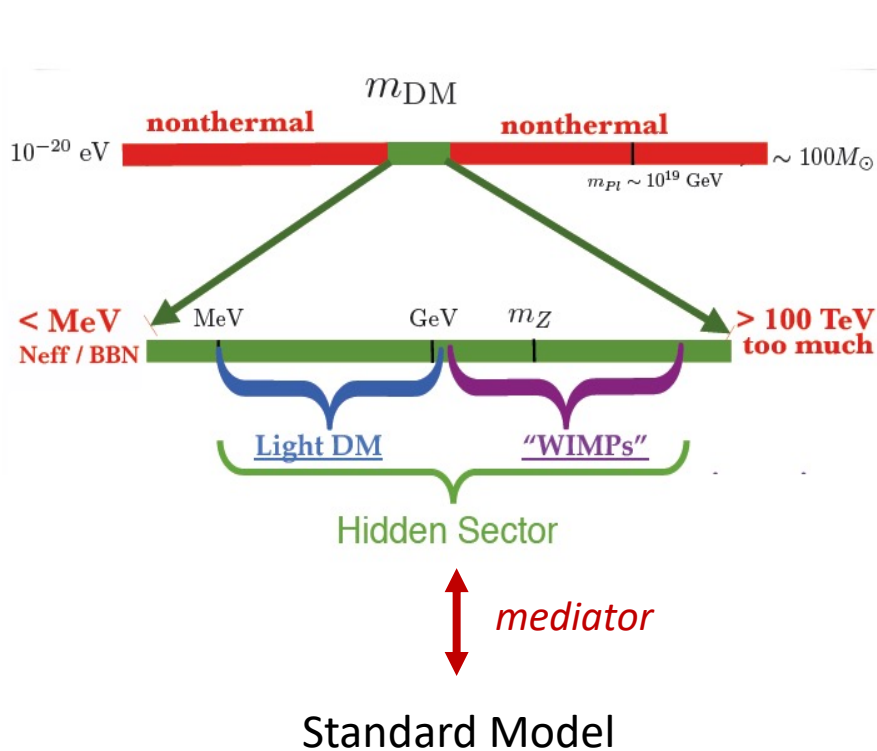 m_DM
nonthermal nonthermal
10^−20 eV ∼ 100M_⊙
m_Pl ∼ 10^19 GeV
< MeV MeV GeV m_Z > 100 TeV
Neff / BBN too much
Light DM “WIMPs”
Hidden Sector
mediator
Standard Model